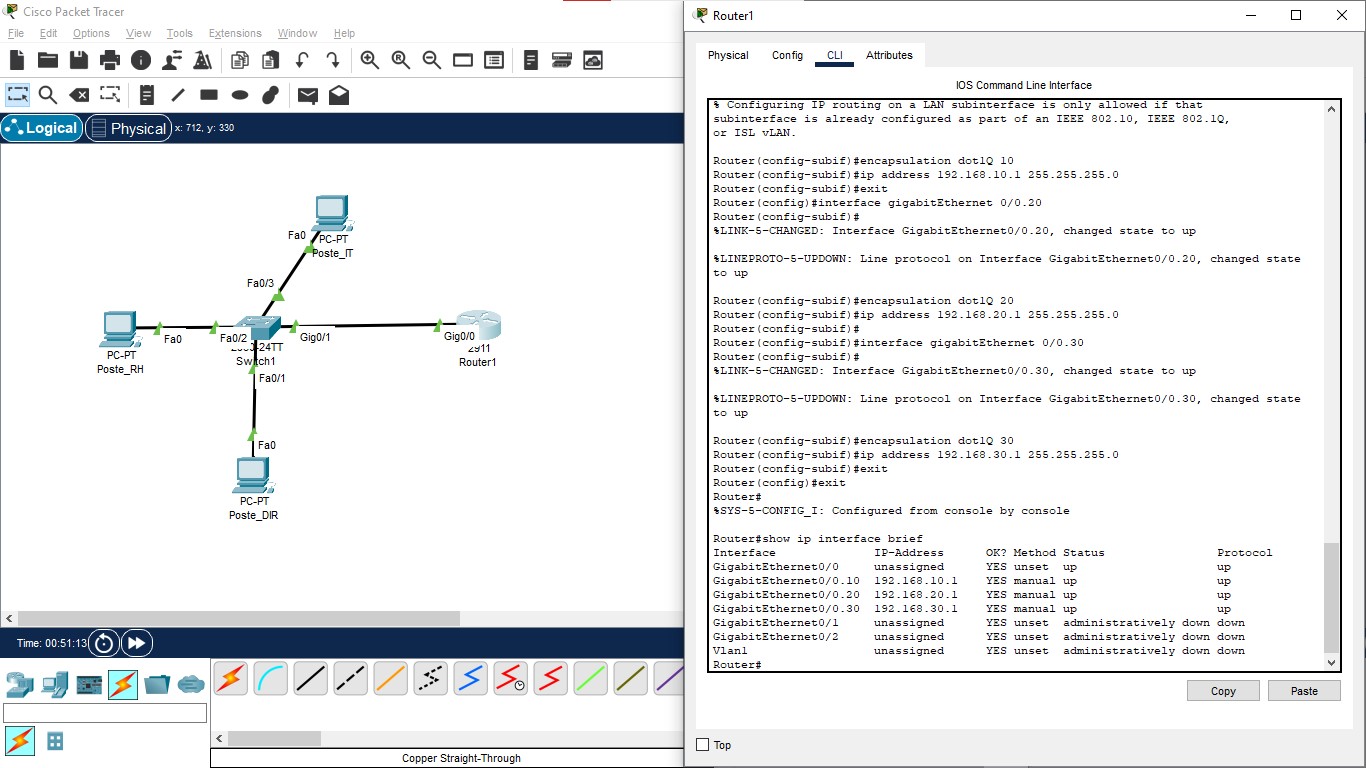 Cisco Packet Tracer
File Edit Options View Tools Extensions Window Help
Logical Physical x: 712, y: 330
Fa0 PC-PT
Poste_IT
Fa0/3
Fa0 Fa0/2 Gig0/1 Gig0/0
PC-PT
Poste_RH
24TT
Switch1
2911
Router1
Fa0/1
Fa0
PC-PT
Poste_DIR
Time: 00:51:13
Copper Straight-Through
Router1
Physical Config CLI Attributes
IOS Command Line Interface
% Configuring IP routing on a LAN subinterface is only allowed if that
subinterface is already configured as part of an IEEE 802.10, IEEE 802.1Q,
or ISL vLAN.
Router(config-subif)#encapsulation dot1Q 10
Router(config-subif)#ip address 192.168.10.1 255.255.255.0
Router(config-subif)#exit
Router(config)#interface gigabitEthernet 0/0.20
Router(config-subif)#
%LINK-5-CHANGED: Interface GigabitEthernet0/0.20, changed state to up
%LINEPROTO-5-UPDOWN: Line protocol on Interface GigabitEthernet0/0.20, changed state
to up
Router(config-subif)#encapsulation dot1Q 20
Router(config-subif)#ip address 192.168.20.1 255.255.255.0
Router(config-subif)#
Router(config-subif)#interface gigabitEthernet 0/0.30
Router(config-subif)#
%LINK-5-CHANGED: Interface GigabitEthernet0/0.30, changed state to up
%LINEPROTO-5-UPDOWN: Line protocol on Interface GigabitEthernet0/0.30, changed state
to up
Router(config-subif)#encapsulation dot1Q 30
Router(config-subif)#ip address 192.168.30.1 255.255.255.0
Router(config-subif)#exit
Router(config)#exit
Router#
%SYS-5-CONFIG_I: Configured from console by console
Router#show ip interface brief
Interface IP-Address OK? Method Status Protocol
GigabitEthernet0/0 unassigned YES unset up up
GigabitEthernet0/0.10 192.168.10.1 YES manual up up
GigabitEthernet0/0.20 192.168.20.1 YES manual up up
GigabitEthernet0/0.30 192.168.30.1 YES manual up up
GigabitEthernet0/1 unassigned YES unset administratively down down
GigabitEthernet0/2 unassigned YES unset administratively down down
Vlan1 unassigned YES unset administratively down down
Router#
Copy Paste
Top